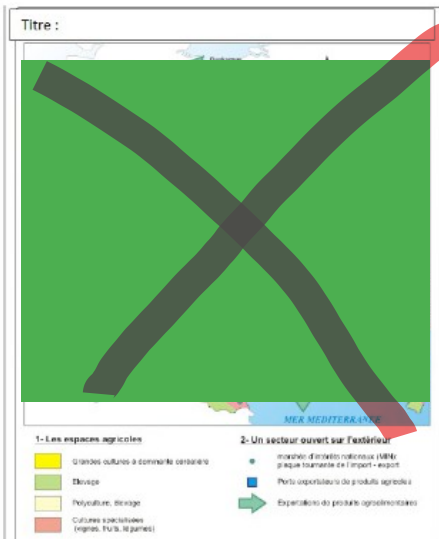 Titre :
MER MEDITERRANEE
1- Les espaces agricoles
Grandes cultures à dominante céréalière
Elevage
Polyculture, élevage
Cultures spécialisées
(vignes, fruits, légumes)
2- Un secteur ouvert sur l'extérieur
marchés d'intérêts nationaux (MIN):
plaque tournante de l'import - export
Ports exportateurs de produits agricoles
Exportations de produits agroalimentaires